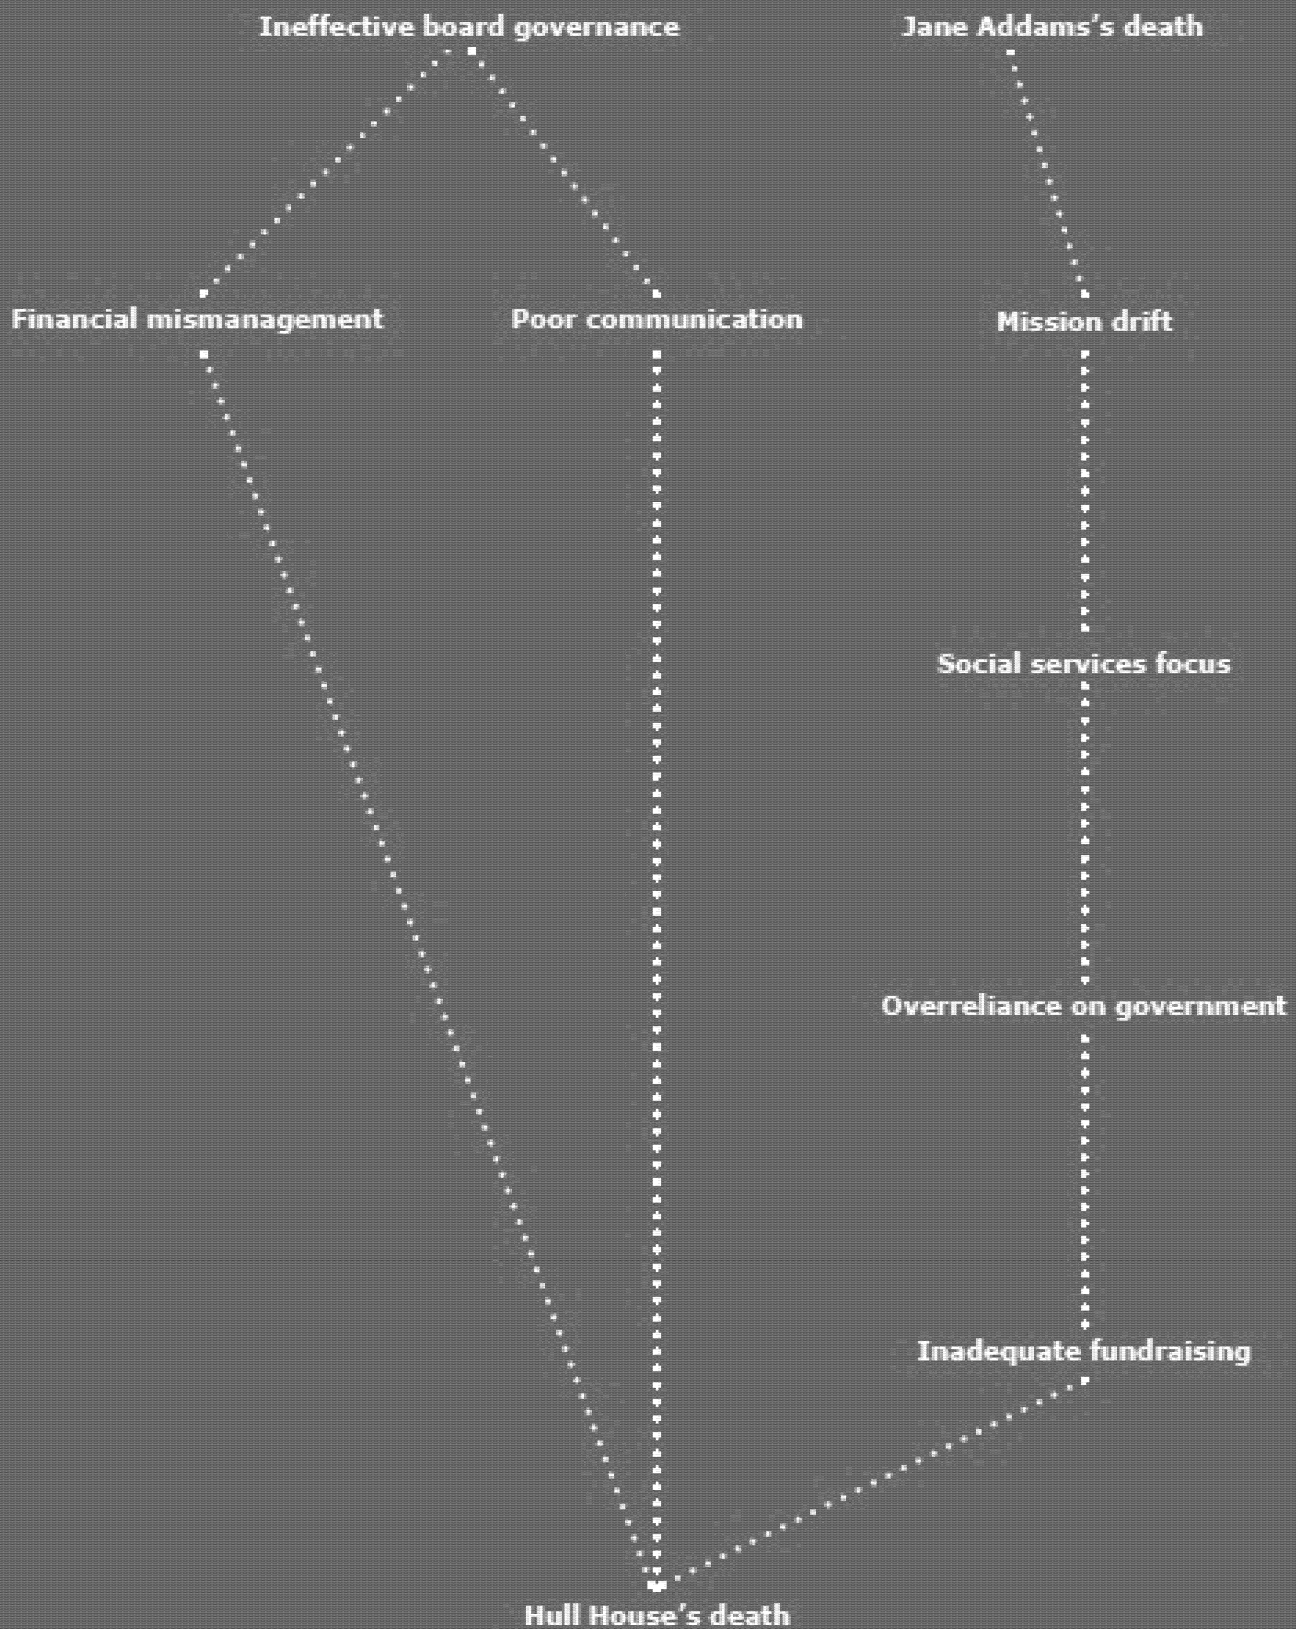 Ineffective board governance
Jane Addams’s death
Financial mismanagement
Poor communication
Mission drift
Social services focus
Overreliance on government
Inadequate fundraising
Hull House’s death